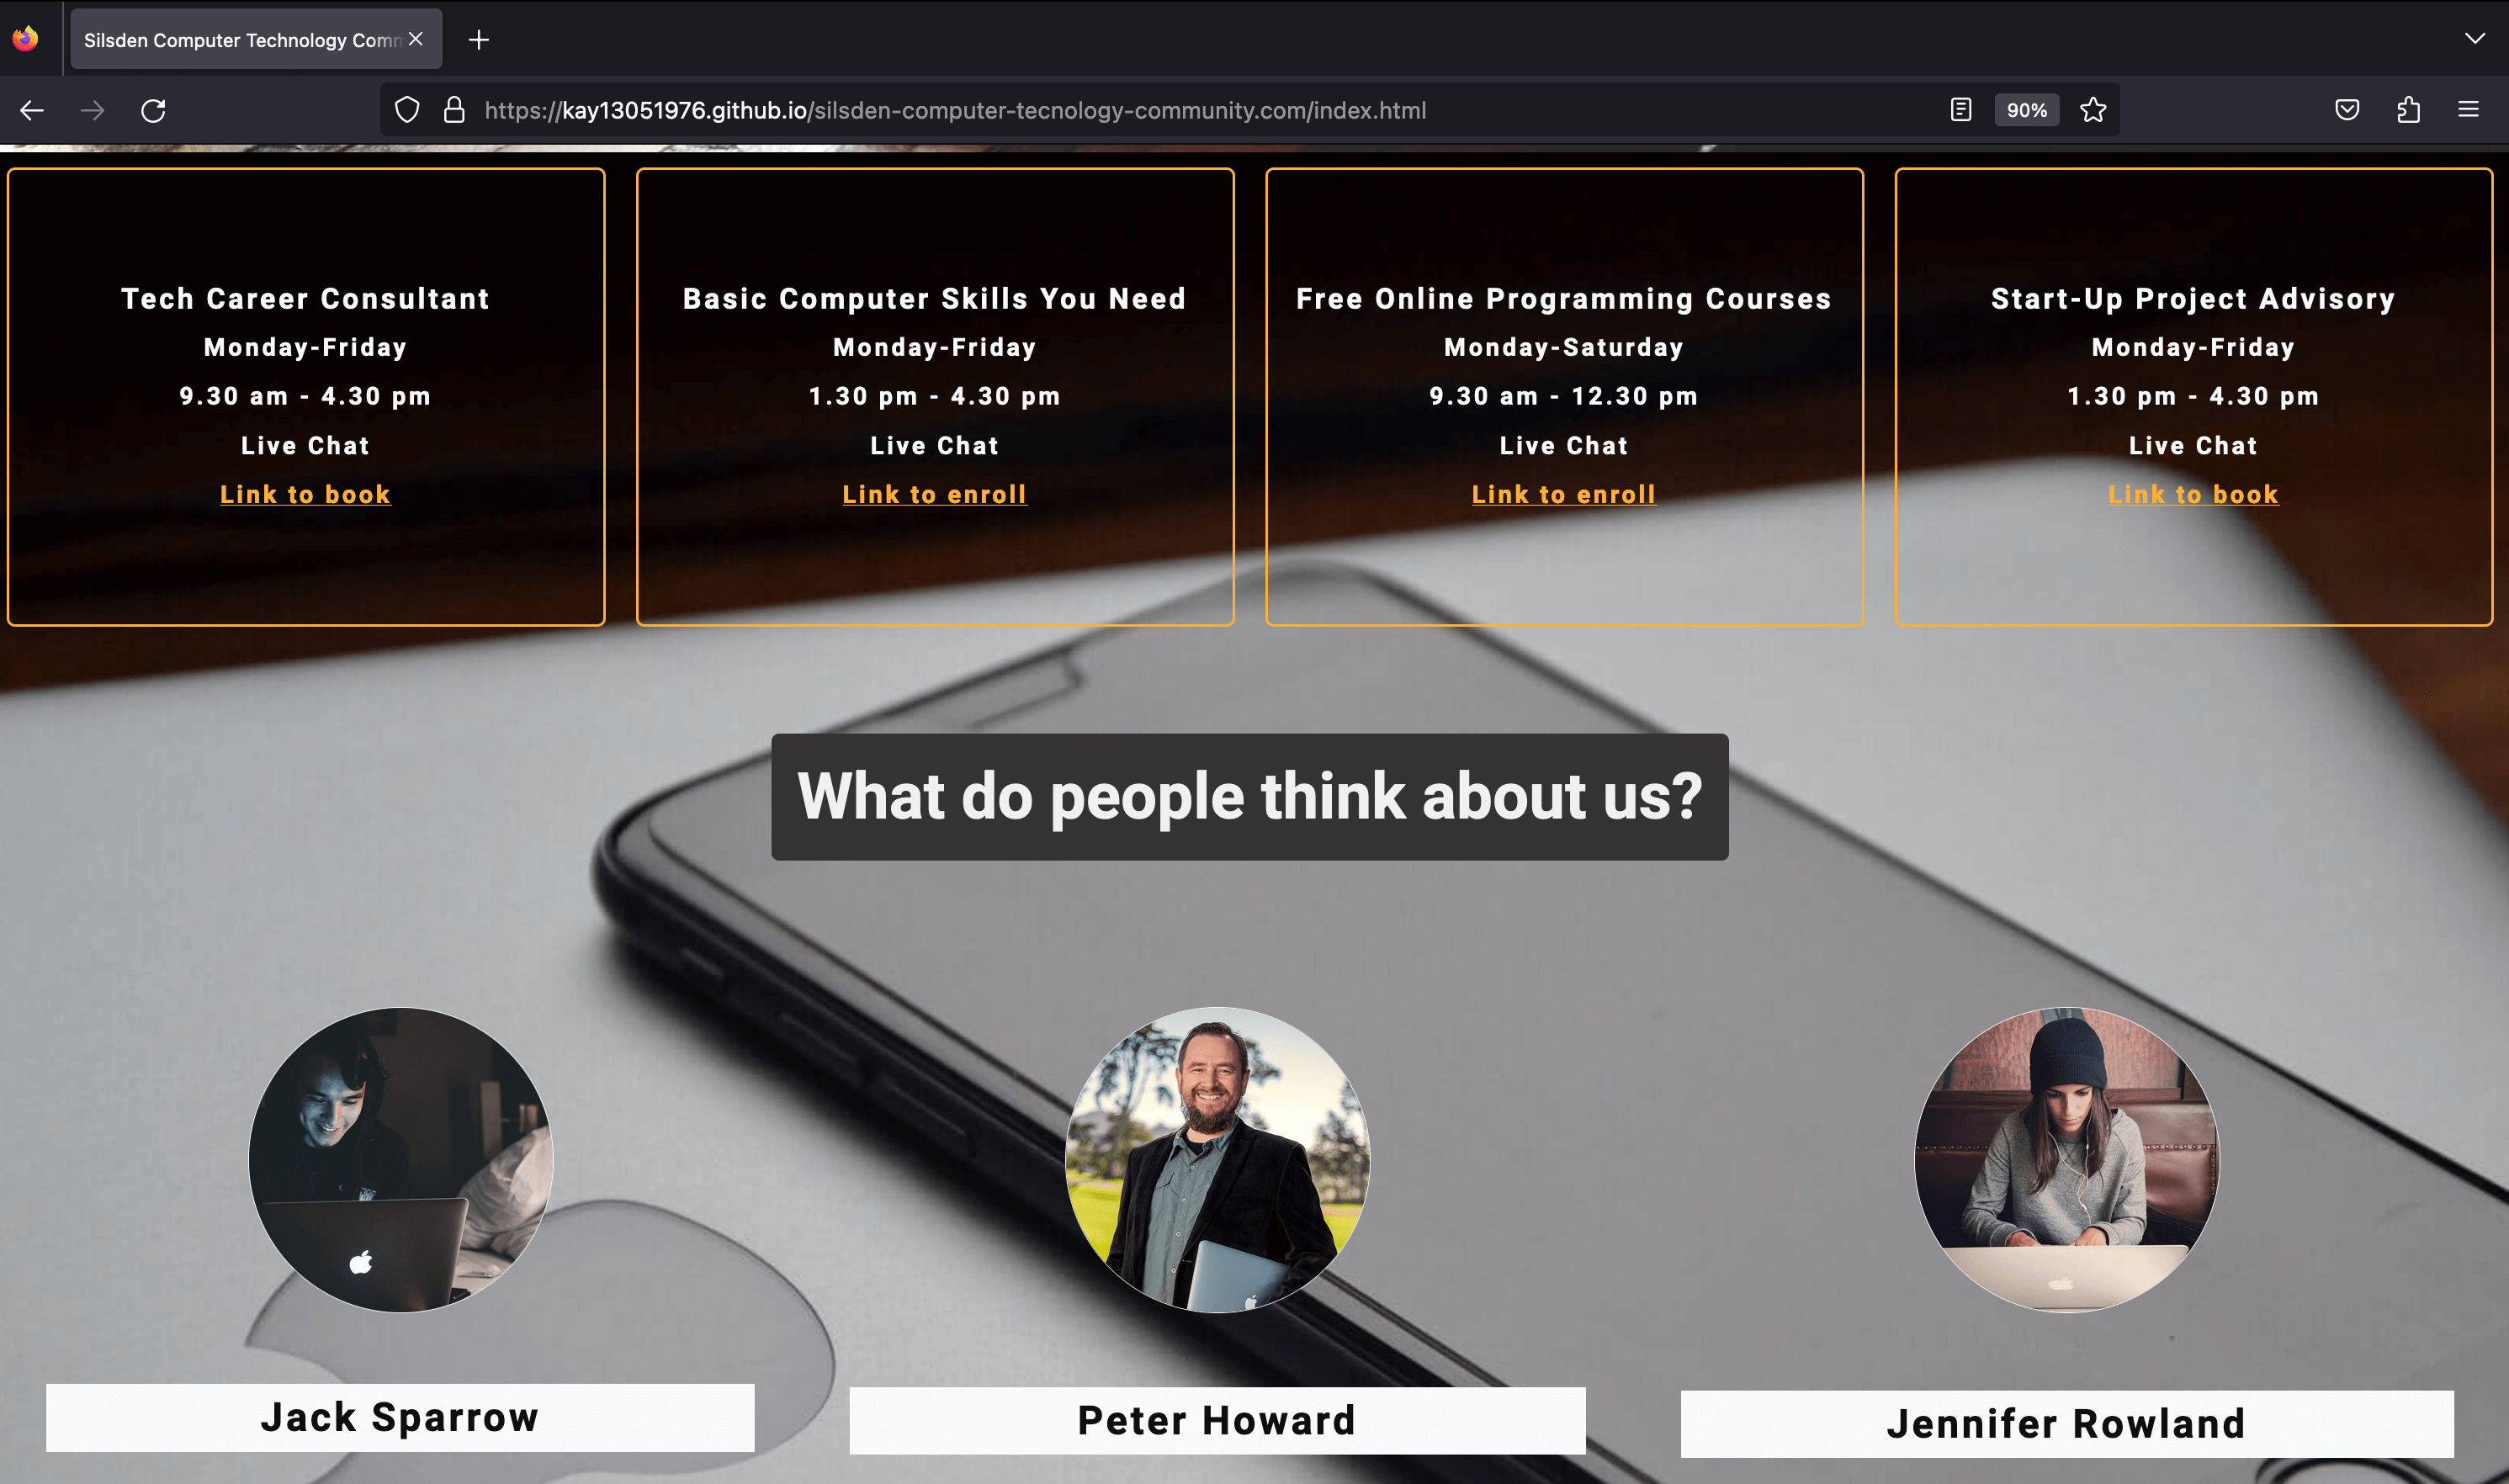 Silsden Computer Technology Comm
https://kay13051976.github.io/silsden-computer-tecnology-community.com/index.html
90%
Tech Career Consultant
Monday-Friday
9.30 am - 4.30 pm
Live Chat
Link to book
Basic Computer Skills You Need
Monday-Friday
1.30 pm - 4.30 pm
Live Chat
Link to enroll
Free Online Programming Courses
Monday-Saturday
9.30 am - 12.30 pm
Live Chat
Link to enroll
Start-Up Project Advisory
Monday-Friday
1.30 pm - 4.30 pm
Live Chat
Link to book
What do people think about us?
Jack Sparrow
Peter Howard
Jennifer Rowland